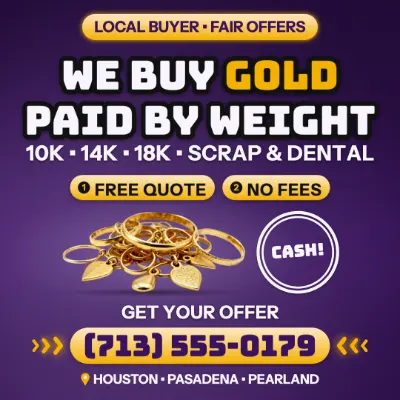 LOCAL BUYER • FAIR OFFERS
WE BUY GOLD
PAID BY WEIGHT
10K • 14K • 18K • SCRAP & DENTAL
1 FREE QUOTE
2 NO FEES
CASH!
GET YOUR OFFER
(713) 555-0179
HOUSTON • PASADENA • PEARLAND